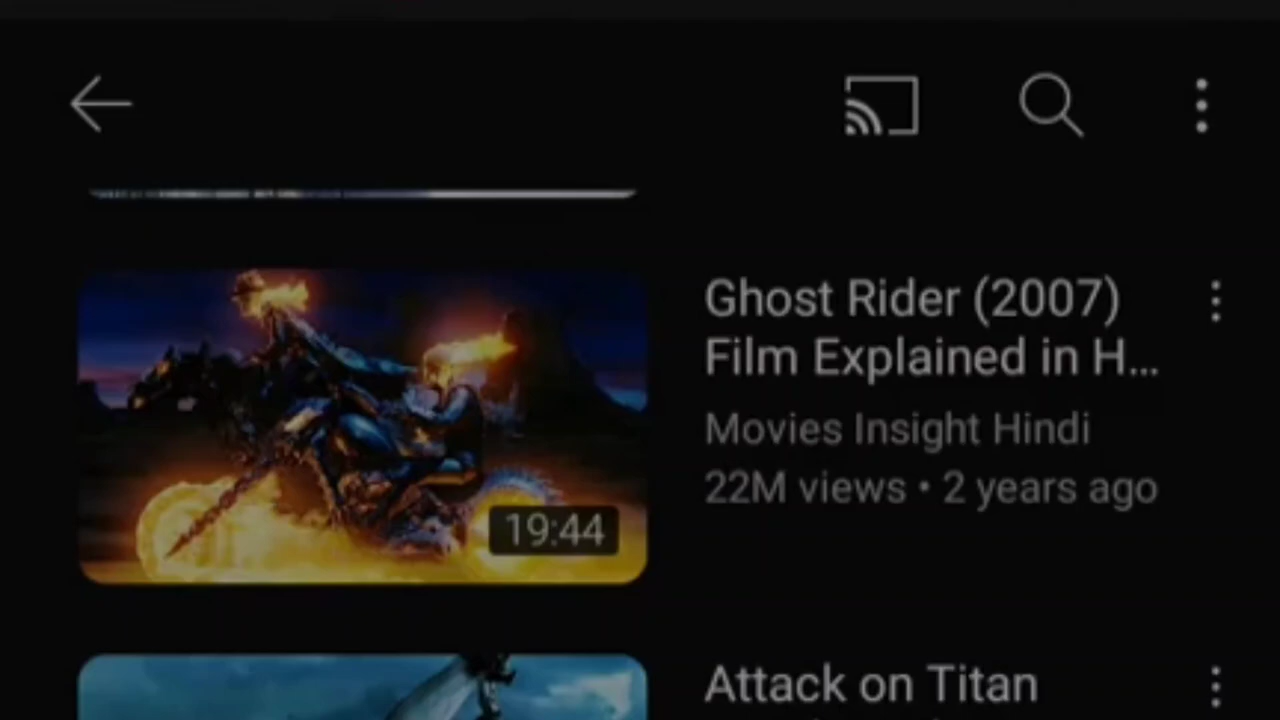 Ghost Rider (2007)
Film Explained in H...
Movies Insight Hindi
22M views • 2 years ago
19:44
Attack on Titan